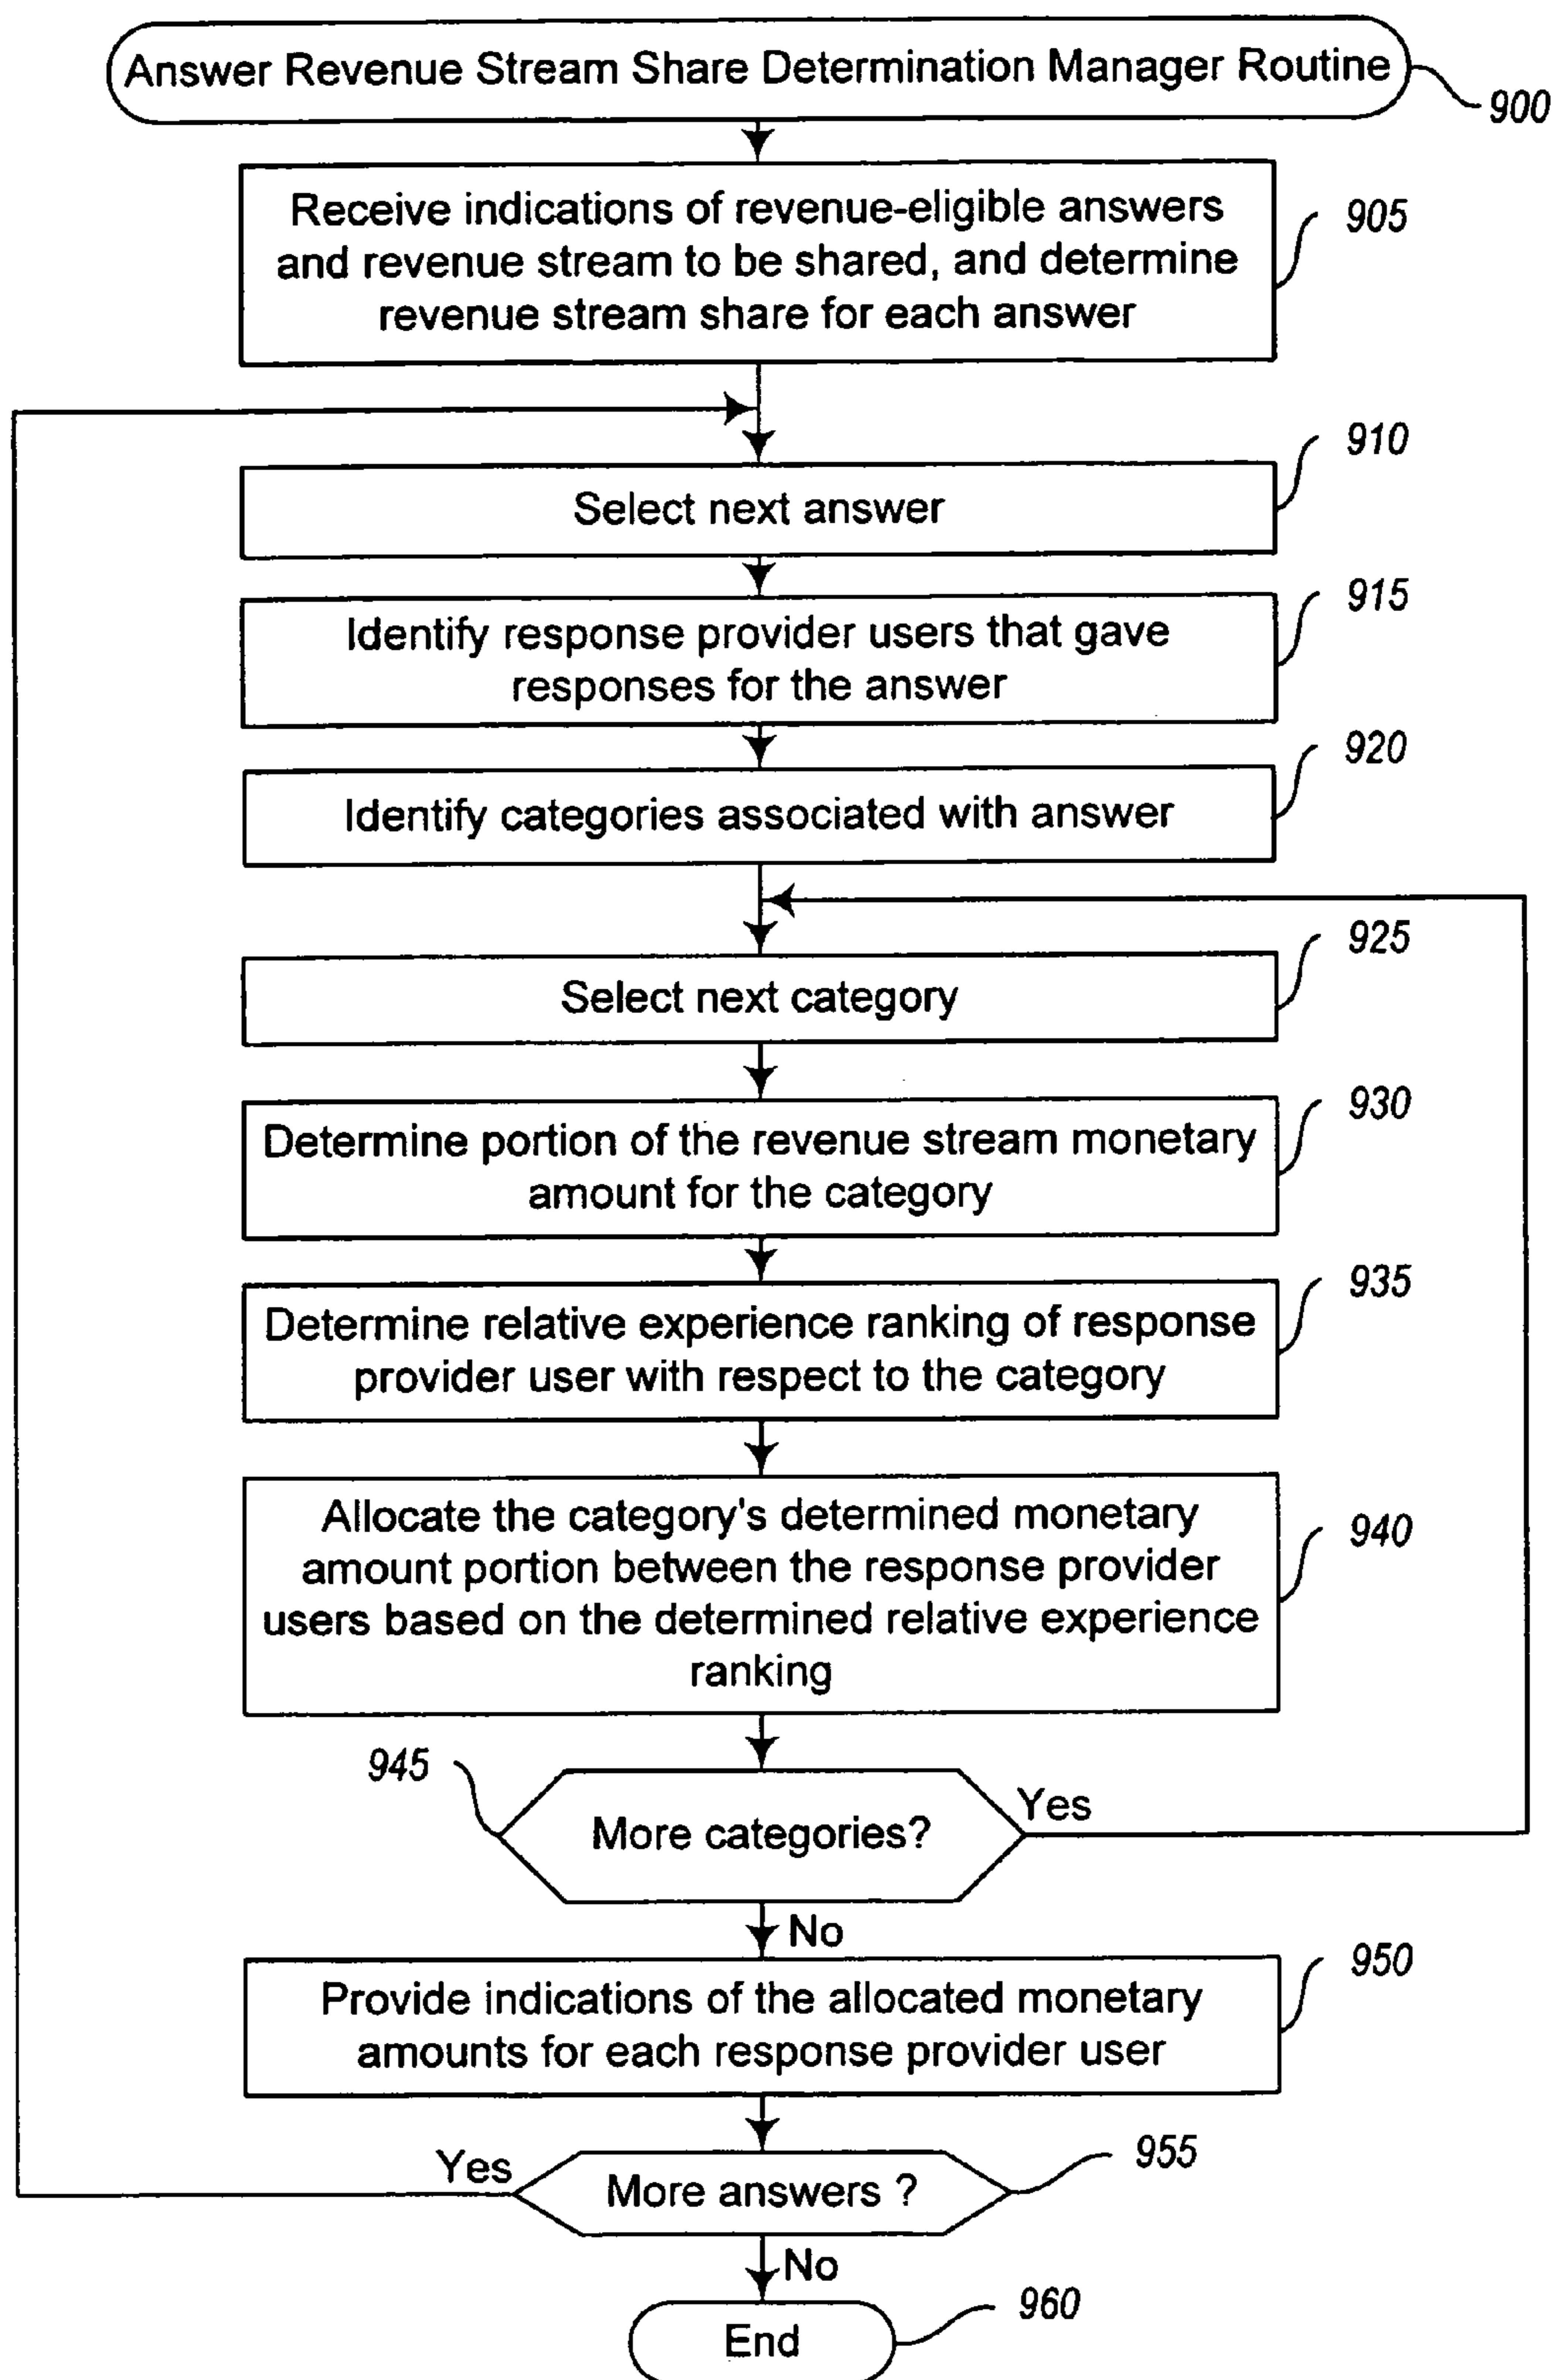 Answer Revenue Stream Share Determination Manager Routine
900
Receive indications of revenue-eligible answers
and revenue stream to be shared, and determine
revenue stream share for each answer
905
910
Select next answer
915
Identify response provider users that gave
responses for the answer
920
Identify categories associated with answer
925
Select next category
930
Determine portion of the revenue stream monetary
amount for the category
935
Determine relative experience ranking of response
provider user with respect to the category
Allocate the category's determined monetary
amount portion between the response provider
users based on the determined relative experience
ranking
940
945
More categories?
Yes
No
950
Provide indications of the allocated monetary
amounts for each response provider user
955
Yes
More answers ?
No
960
End